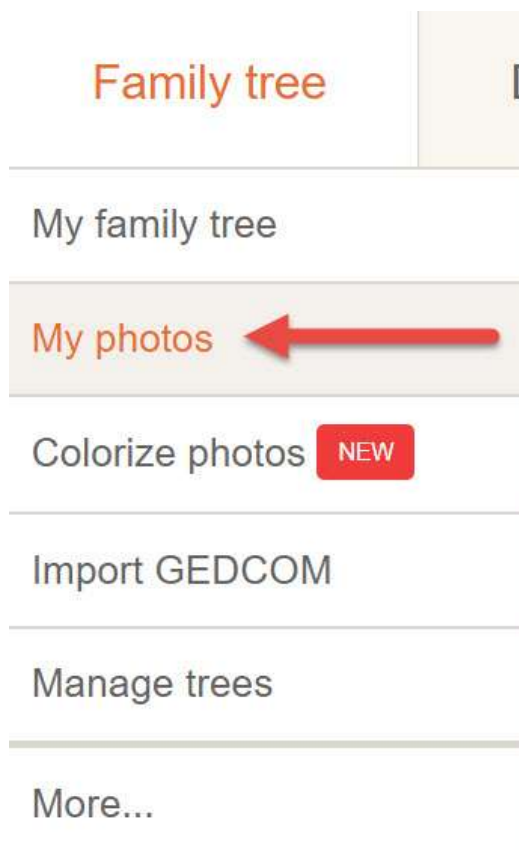 Family tree
My family tree
My photos
Colorize photos NEW
Import GEDCOM
Manage trees
More...